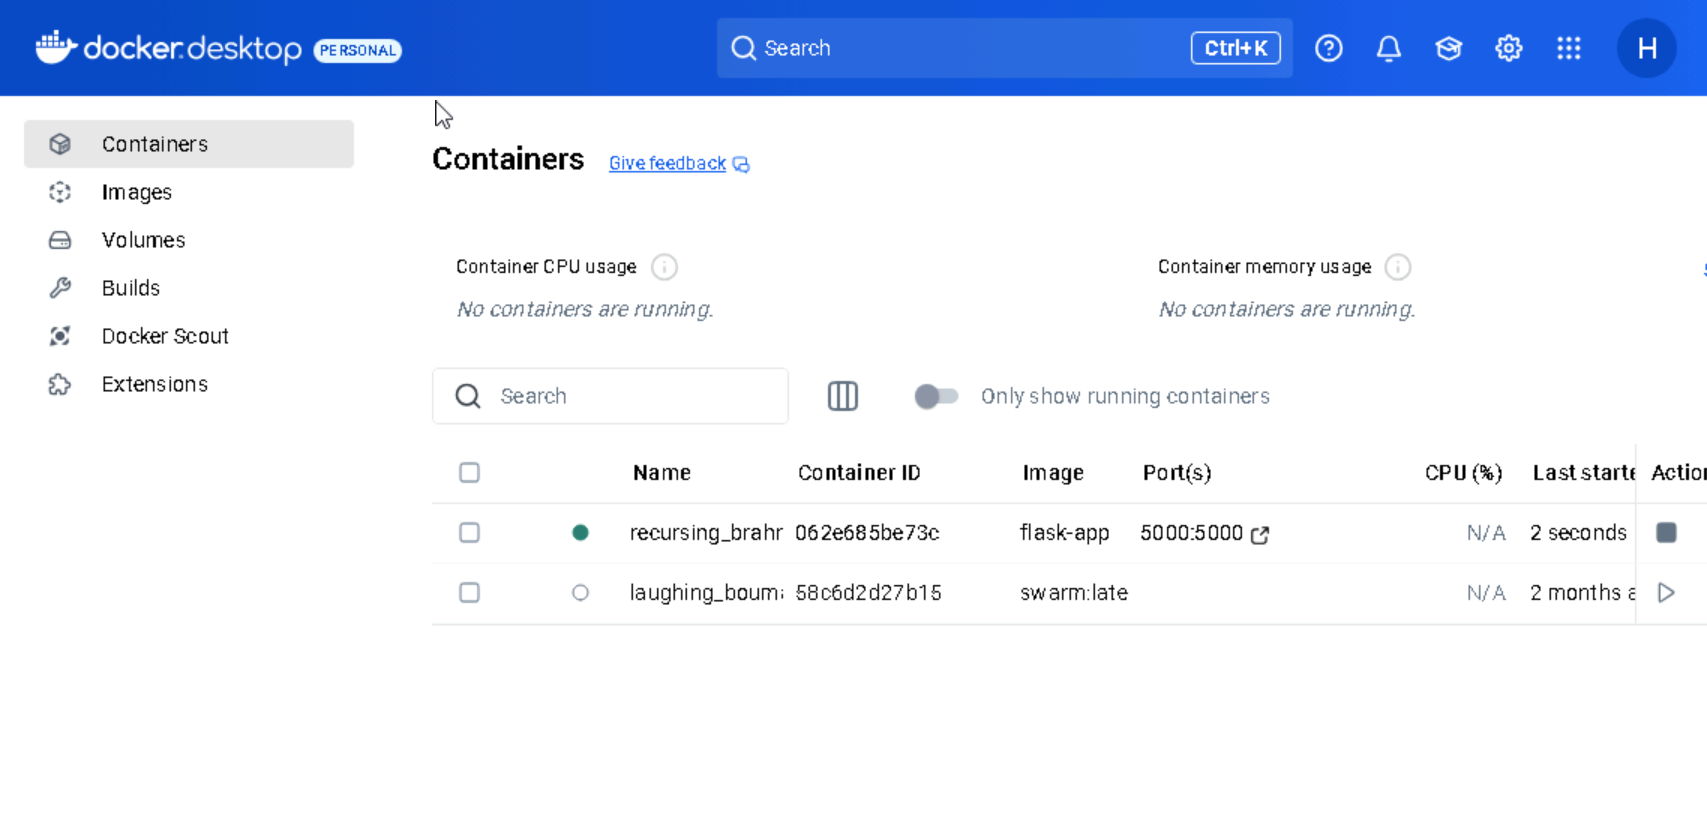 docker.desktop PERSONAL Search Ctrl+K H
Containers
Images
Volumes
Builds
Docker Scout
Extensions
Containers Give feedback
Container CPU usage
No containers are running.
Container memory usage
No containers are running.
Search Only show running containers
Name Container ID Image Port(s) CPU (%) Last starte Action
recursing_brahr 062e685be73c flask-app 5000:5000 N/A 2 seconds
laughing_boum 58c6d2d27b15 swarm:late N/A 2 months a